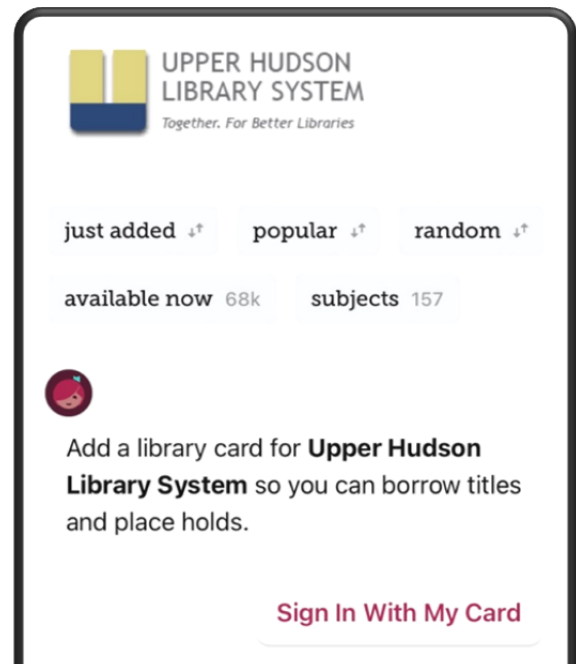 UPPER HUDSON
LIBRARY SYSTEM
Together. For Better Libraries
just added ↓↑ popular ↓↑ random ↓↑
available now 68k subjects 157
Add a library card for Upper Hudson
Library System so you can borrow titles
and place holds.
Sign In With My Card